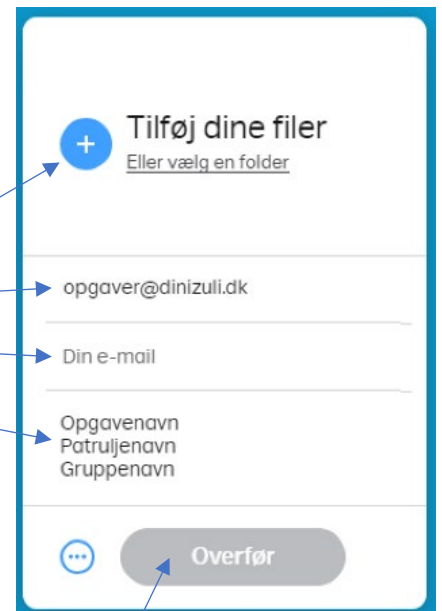 Tilføj dine filer
Eller vælg en folder
opgaver@dinizuli.dk
Din e-mail
Opgavenavn
Patruljenavn
Gruppenavn
Overfør